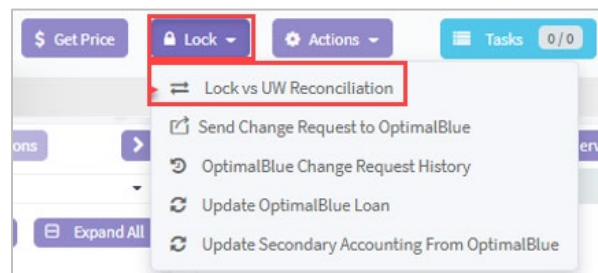 $ Get Price
Lock
Actions
Tasks 0/0
Lock vs UW Reconciliation
Send Change Request to OptimalBlue
OptimalBlue Change Request History
Update OptimalBlue Loan
Expand All
Update Secondary Accounting From OptimalBlue